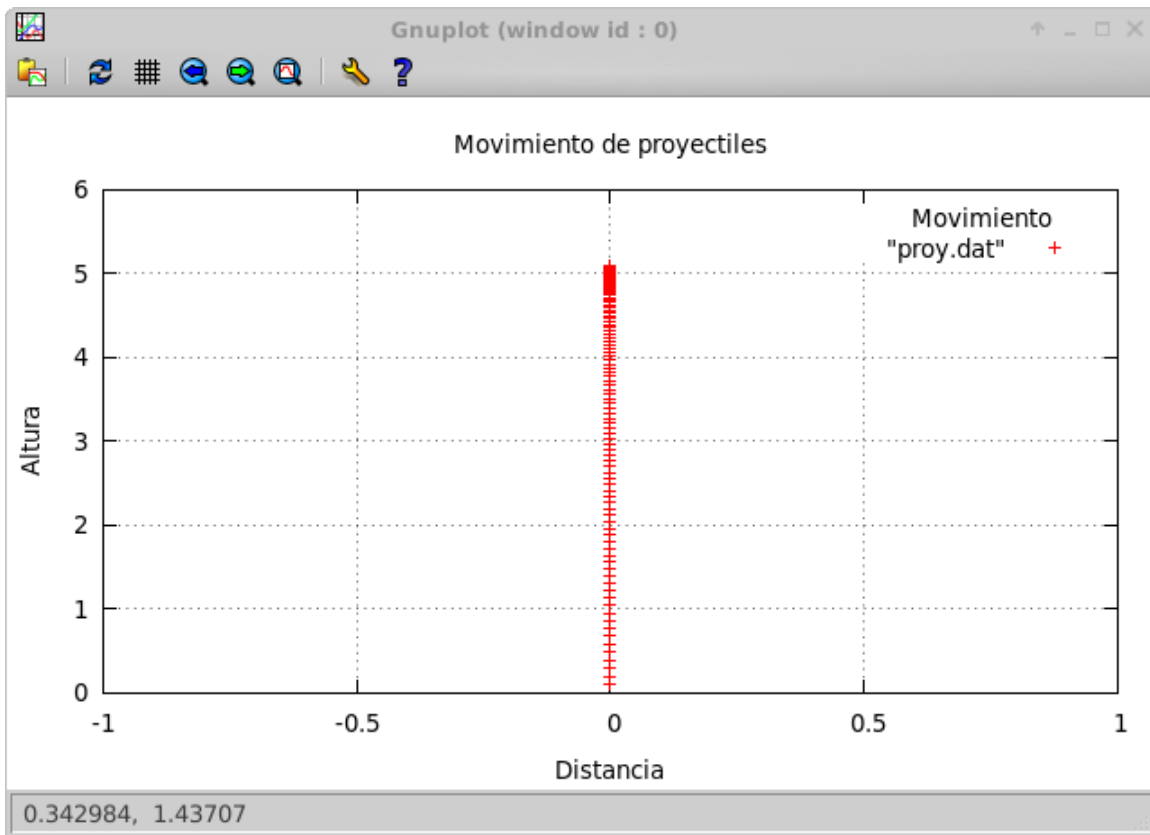 Gnuplot (window id : 0)
Movimiento de proyectiles
Movimiento
"proy.dat"
6
5
4
3
2
1
0
Altura
-1
-0.5
0
0.5
1
Distancia
0.342984, 1.43707